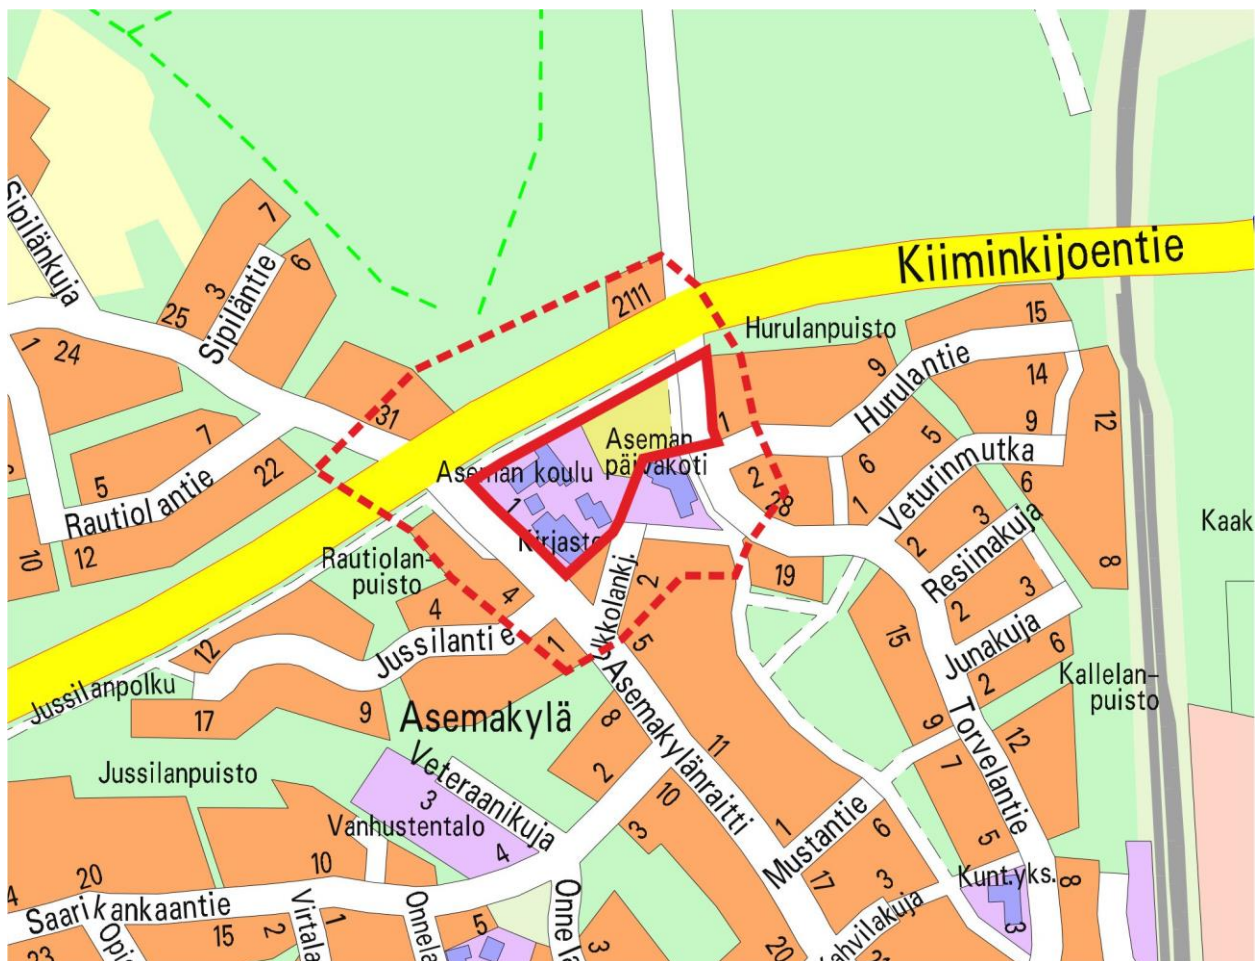 Sipilänkuja
7
6
3
25
Sipiläntie
1
24
31
2111
Kiiminkijoentie
Hurulanpuisto
15
9
Hurulantie
14
12
9
7
5
22
Rautiolantie
12
10
Aseman koulu
Aseman
päiväkoti
1
1
2
28
6
5
1
Veturinmutka
6
8
Kaak
Kirjasto
Rautiolan-
puisto
4
4
2
19
3
2
Resiinakuja
3
2
Junakuja
6
2
Kallelan-
puisto
12
Jussilantie
1
5
15
Jussilanpolku
17
9
Asemakylä
8
2
Asemakylänraitti
11
9
7
Torvelantie
12
Jussilanpuisto
Veteraanikuja
3
Vanhustentalo
4
10
3
1
Mustantie
6
5
17
3
Kunt.yks.
8
3
4
20
10
Saarikankaantie
15
2
1
5
3
20
23